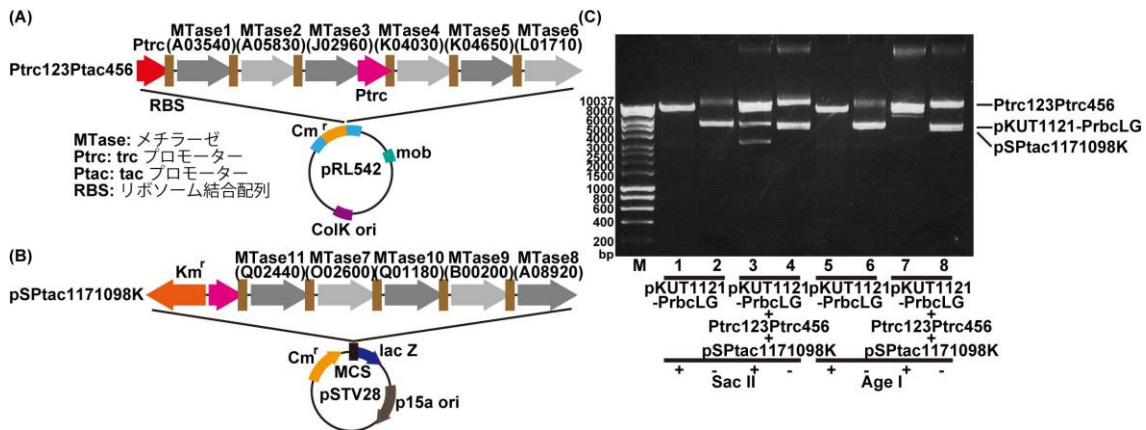 (A)
MTase1 MTase2 MTase3 MTase4 MTase5 MTase6
Ptrc(A03540)(A05830)(J02960)(K04030)(K04650)(L01710)
Ptrc123Ptac456
RBS
Ptrc
MTase: メチラーゼ
Ptrc: trc プロモーター
Ptac: tac プロモーター
RBS: リボソーム結合配列
Cmr
mob
pRL542
ColK ori
(B)
MTase11 MTase7 MTase10 MTase9 MTase8
Kmr (Q02440)(O02600)(Q01180)(B00200)(A08920)
pSPtac1171098K
Cmr
lac Z
MCS
pSTV28
p15a ori
(C)
10037
8000
6000
5000
4000
3000
2500
2000
1500
1000
800
600
400
200
bp
Ptrc123Ptrc456
pKUT1121-PrbcLG
pSPtac1171098K
M 1 2 3 4 5 6 7 8
pKUT1121 pKUT1121 pKUT1121 pKUT1121
-PrbcLG -PrbcLG -PrbcLG -PrbcLG
+ +
Ptrc123Ptrc456 Ptrc123Ptrc456
+ +
pSPtac1171098K pSPtac1171098K
+ - + - + - + -
Sac II Age I